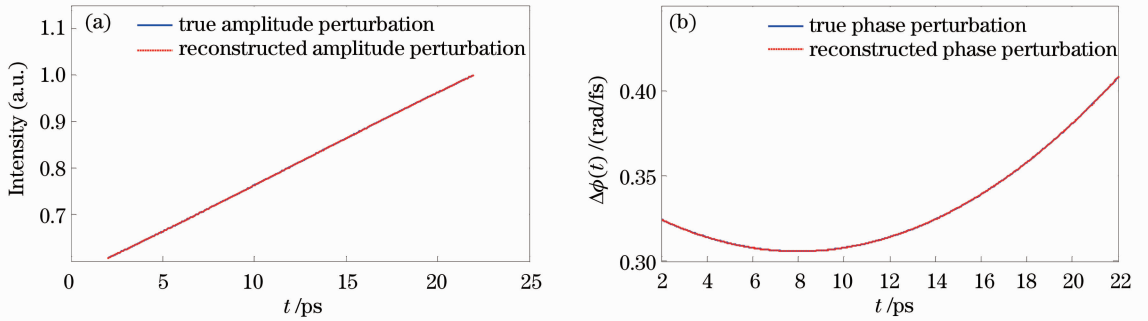 (a)
true amplitude perturbation
reconstructed amplitude perturbation
Intensity (a.u.)
1.1
1.0
0.9
0.8
0.7
0 5 10 15 20 25
t /ps
(b)
true phase perturbation
reconstructed phase perturbation
Δϕ(t) /(rad/fs)
0.40
0.35
0.30
2 4 6 8 10 12 14 16 18 20 22
t /ps